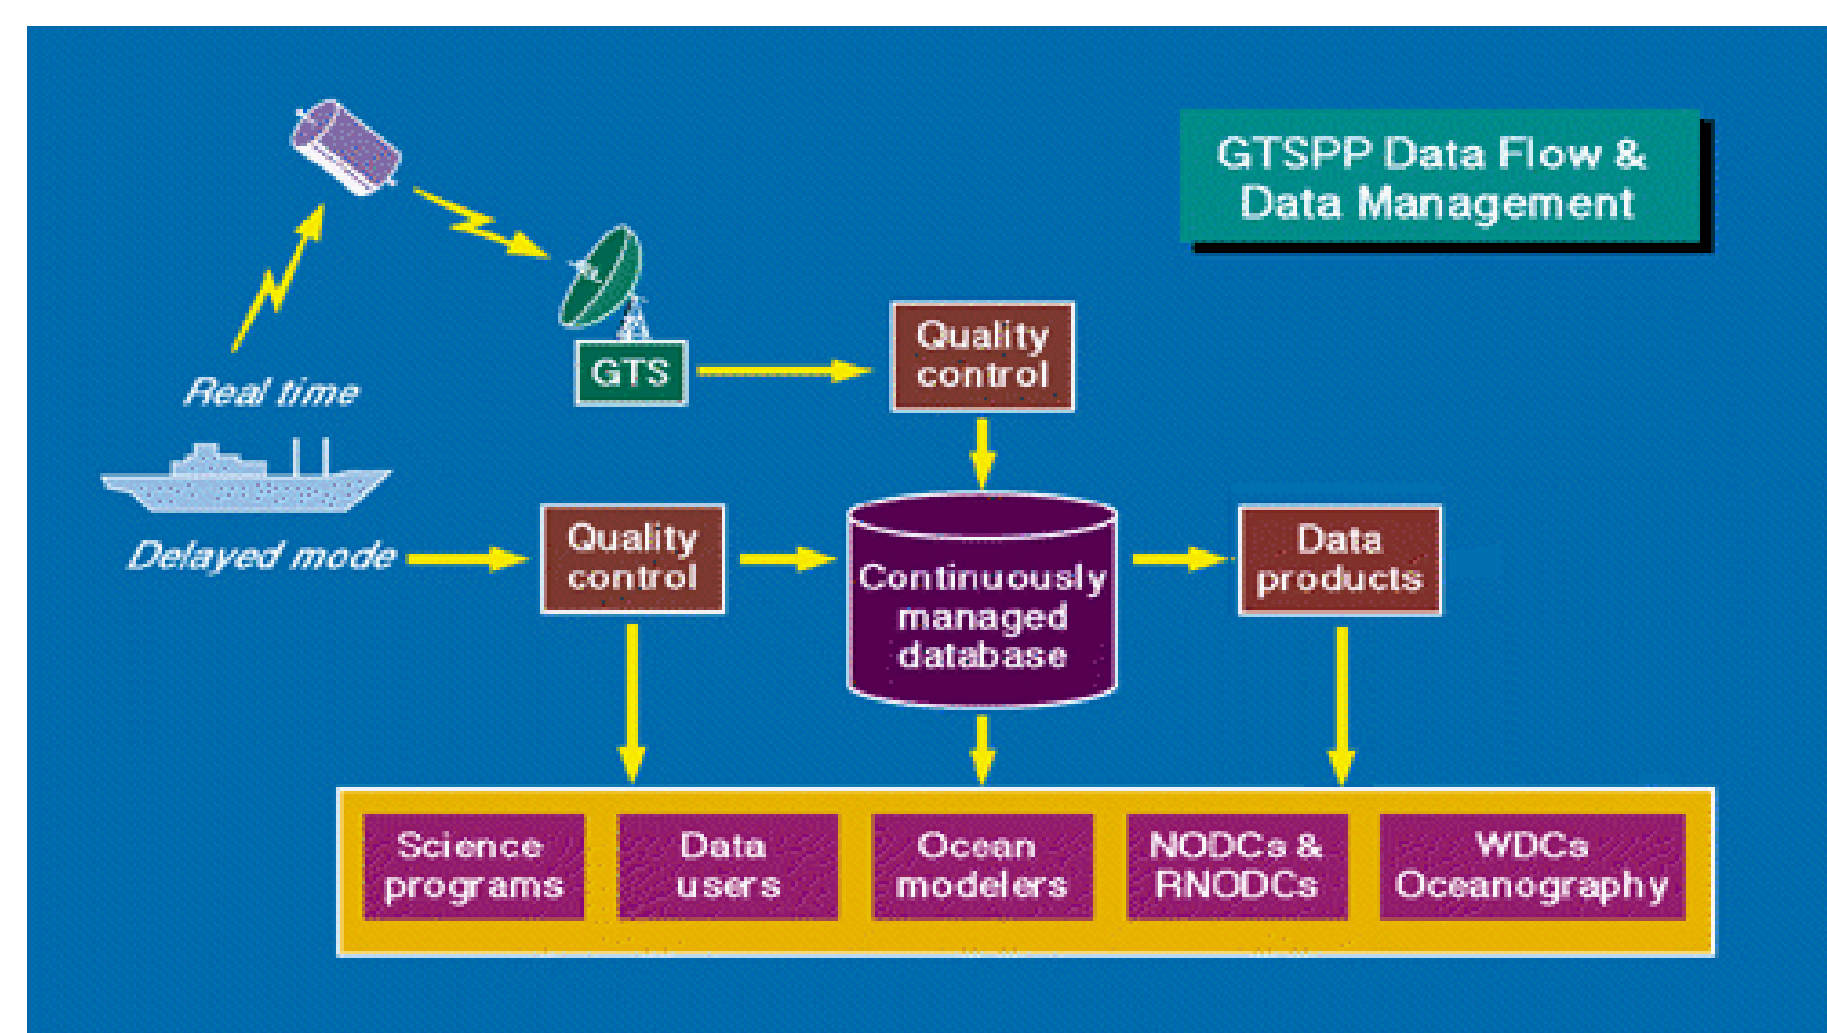 GTSPP Data Flow &
Data Management
Quality
control
GTS
Real time
Delayed mode
Quality
control
Continuously
managed
database
Data
products
Science
programs
Data
users
Ocean
modelers
NODCs &
RNODCs
WDCs
Oceanography